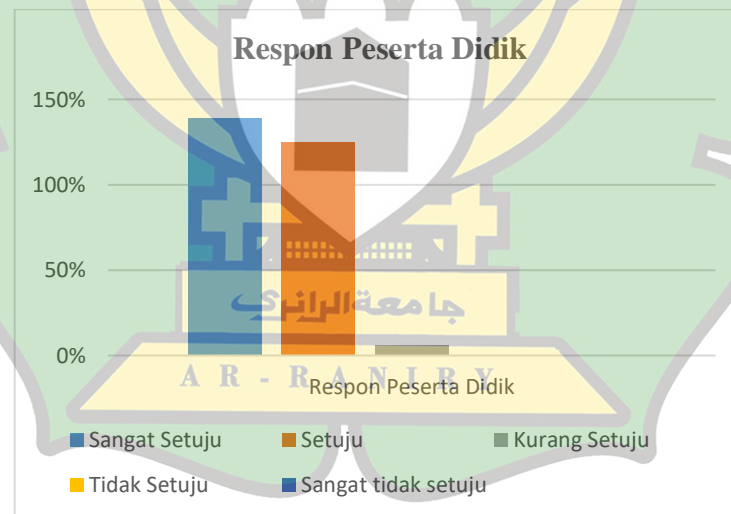 Respon Peserta Didik
150%
100%
50%
0%
جامعة الرانري
A R - R A N I R Y
Respon Peserta Didik
Sangat Setuju
Setuju
Kurang Setuju
Tidak Setuju
Sangat tidak setuju